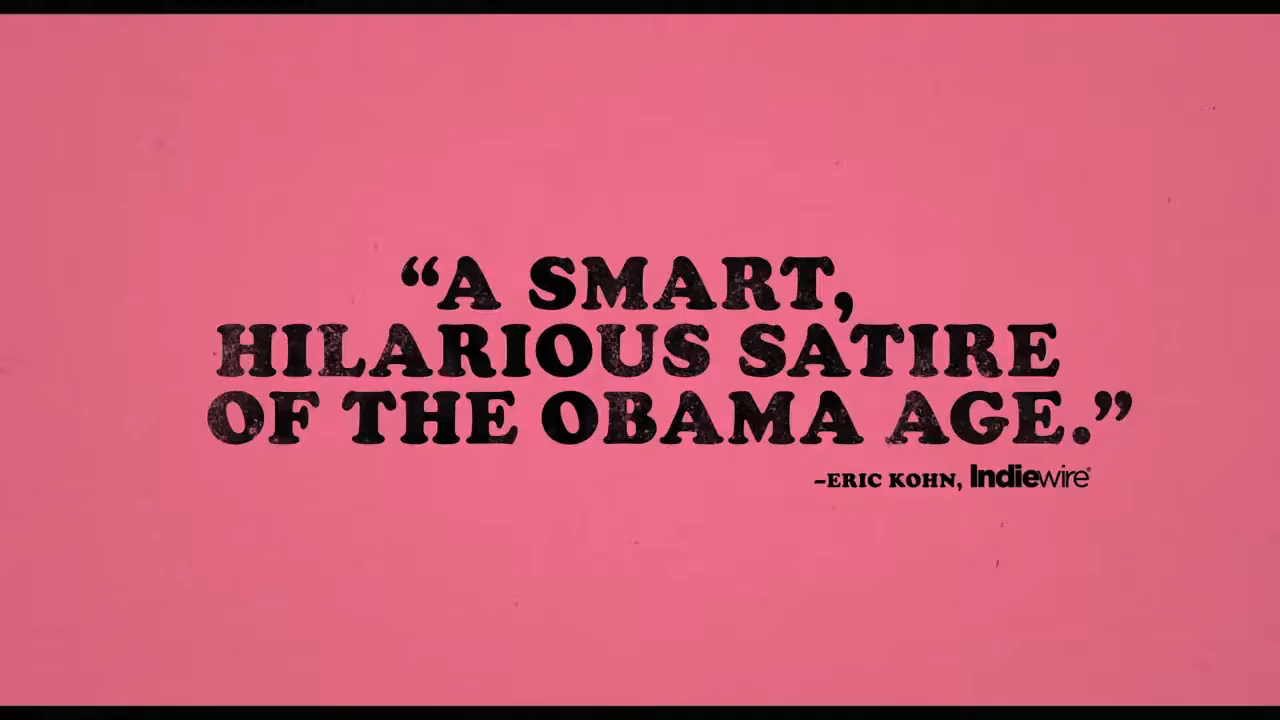 “A SMART,
HILARIOUS SATIRE
OF THE OBAMA AGE.”
–ERIC KOHN, Indiewire